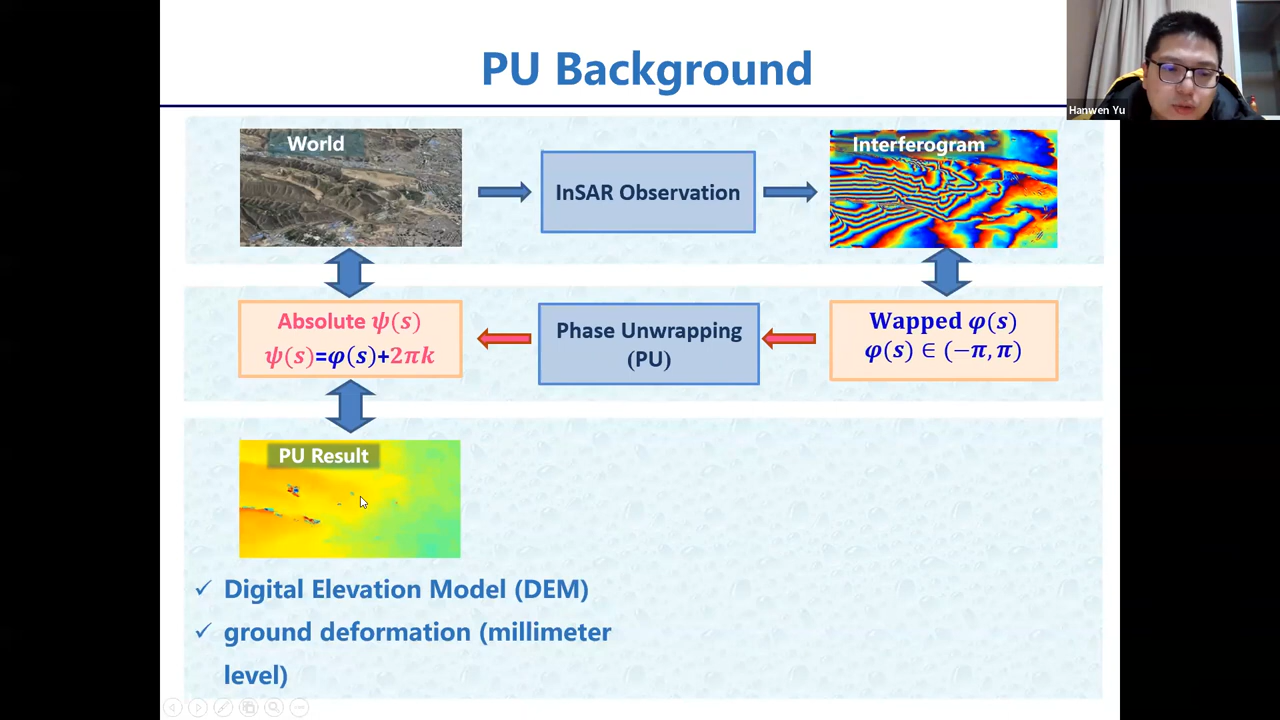 PU Background
Hanwen Yu
World
InSAR Observation
Interferogram
Absolute ψ(s)
ψ(s)=φ(s)+2πk
Phase Unwrapping
(PU)
Wapped φ(s)
φ(s) ∈ (−π, π)
PU Result
✓ Digital Elevation Model (DEM)
✓ ground deformation (millimeter
level)